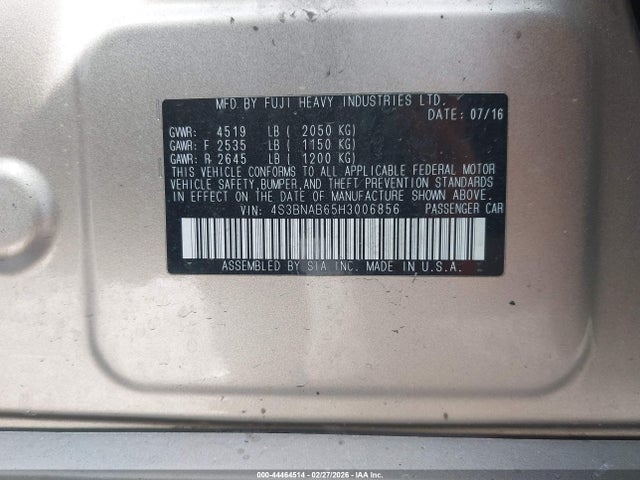 MFD BY FUJI HEAVY INDUSTRIES LTD.
DATE: 07/16
GVWR: 4519 LB ( 2050 KG)
GAWR: F 2535 LB ( 1150 KG)
GAWR: R 2645 LB ( 1200 KG)
THIS VEHICLE CONFORMS TO ALL APPLICABLE FEDERAL MOTOR
VEHICLE SAFETY, BUMPER, AND THEFT PREVENTION STANDARDS
IN EFFECT ON THE DATE OF MANUFACTURE SHOWN ABOVE.
VIN: 4S3BNAB65H3006856 PASSENGER CAR
ASSEMBLED BY SIA INC. MADE IN U.S.A.
000-44464514 - 02/27/2026 - IAA Inc.